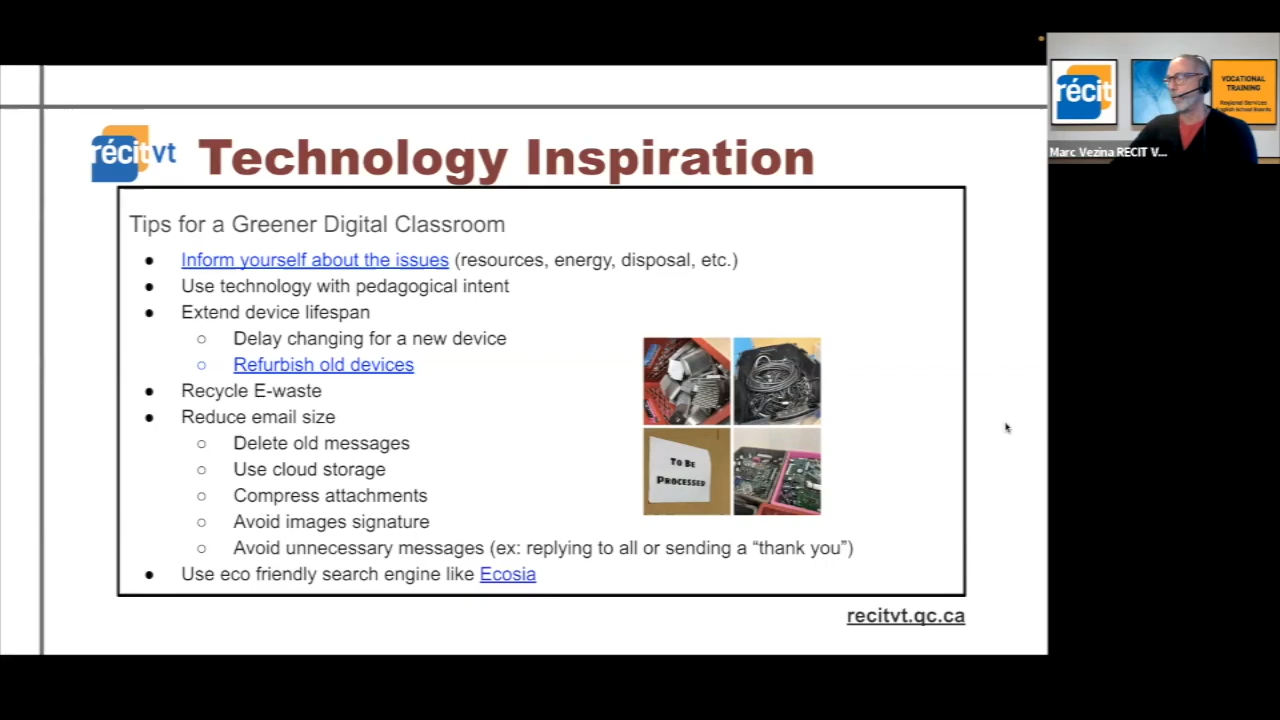 récitvt
Technology Inspiration
Tips for a Greener Digital Classroom
● Inform yourself about the issues (resources, energy, disposal, etc.)
● Use technology with pedagogical intent
● Extend device lifespan
○ Delay changing for a new device
○ Refurbish old devices
● Recycle E-waste
● Reduce email size
○ Delete old messages
○ Use cloud storage
○ Compress attachments
○ Avoid images signature
○ Avoid unnecessary messages (ex: replying to all or sending a “thank you”)
● Use eco friendly search engine like Ecosia
TO BE
PROCESSED
recitvt.qc.ca
récit
VOCATIONAL
TRAINING
Regional Services
English School Boards
Marc Vezina RECIT V...